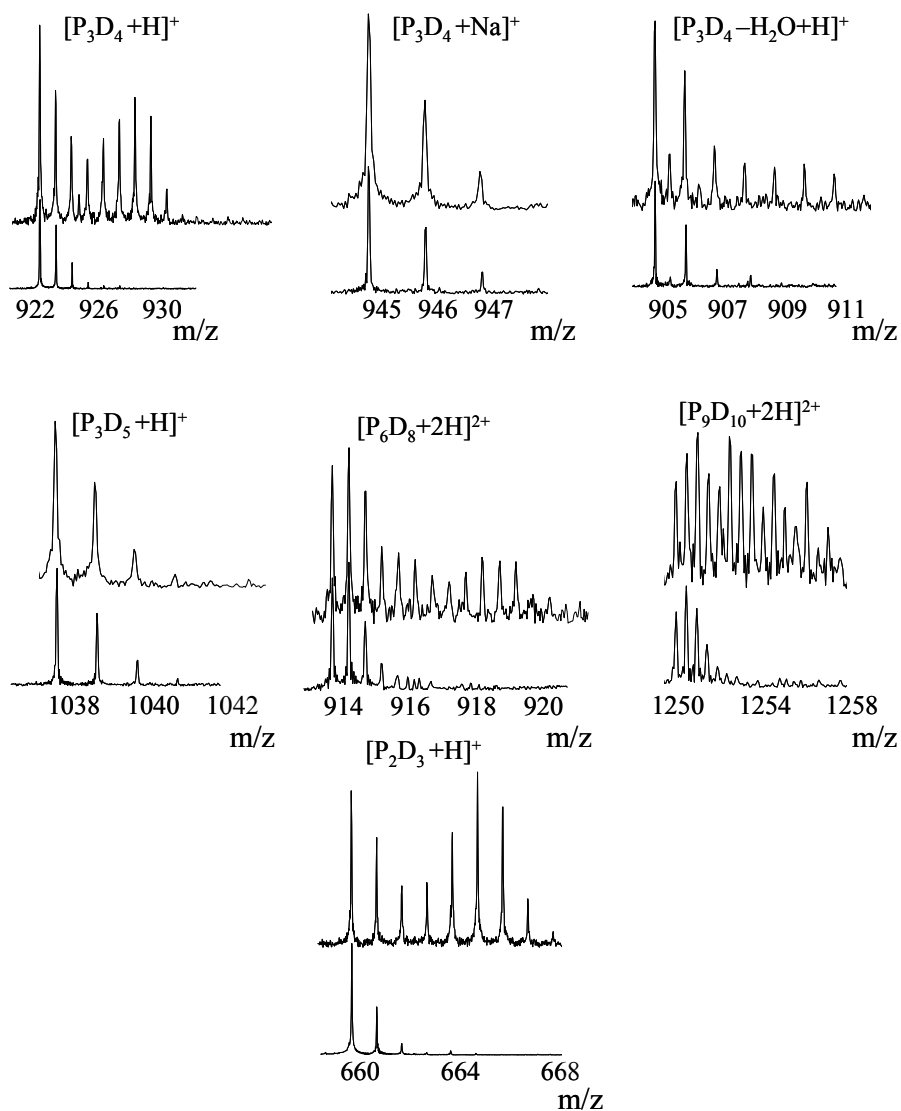 [P₃D₄ +H]⁺
922 926 930
m/z
[P₃D₄ +Na]⁺
945 946 947
m/z
[P₃D₄ –H₂O+H]⁺
905 907 909 911
m/z
[P₃D₅ +H]⁺
1038 1040 1042
m/z
[P₆D₈+2H]²⁺
914 916 918 920
m/z
[P₉D₁₀+2H]²⁺
1250 1254 1258
m/z
[P₂D₃ +H]⁺
660 664 668
m/z